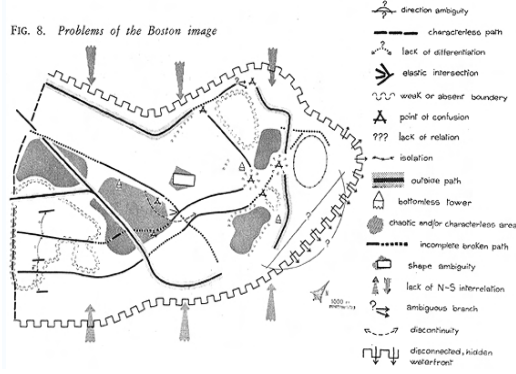 FIG. 8. Problems of the Boston image
direction ambiguity
characterless path
lack of differentiation
elastic intersection
weak or absent boundary
point of confusion
??? lack of relation
isolation
outside path
bottomless tower
chaotic and/or characterless area
incomplete broken path
shape ambiguity
lack of N-S interrelation
ambiguous branch
discontinuity
disconnected, hidden
waterfront
1000 m